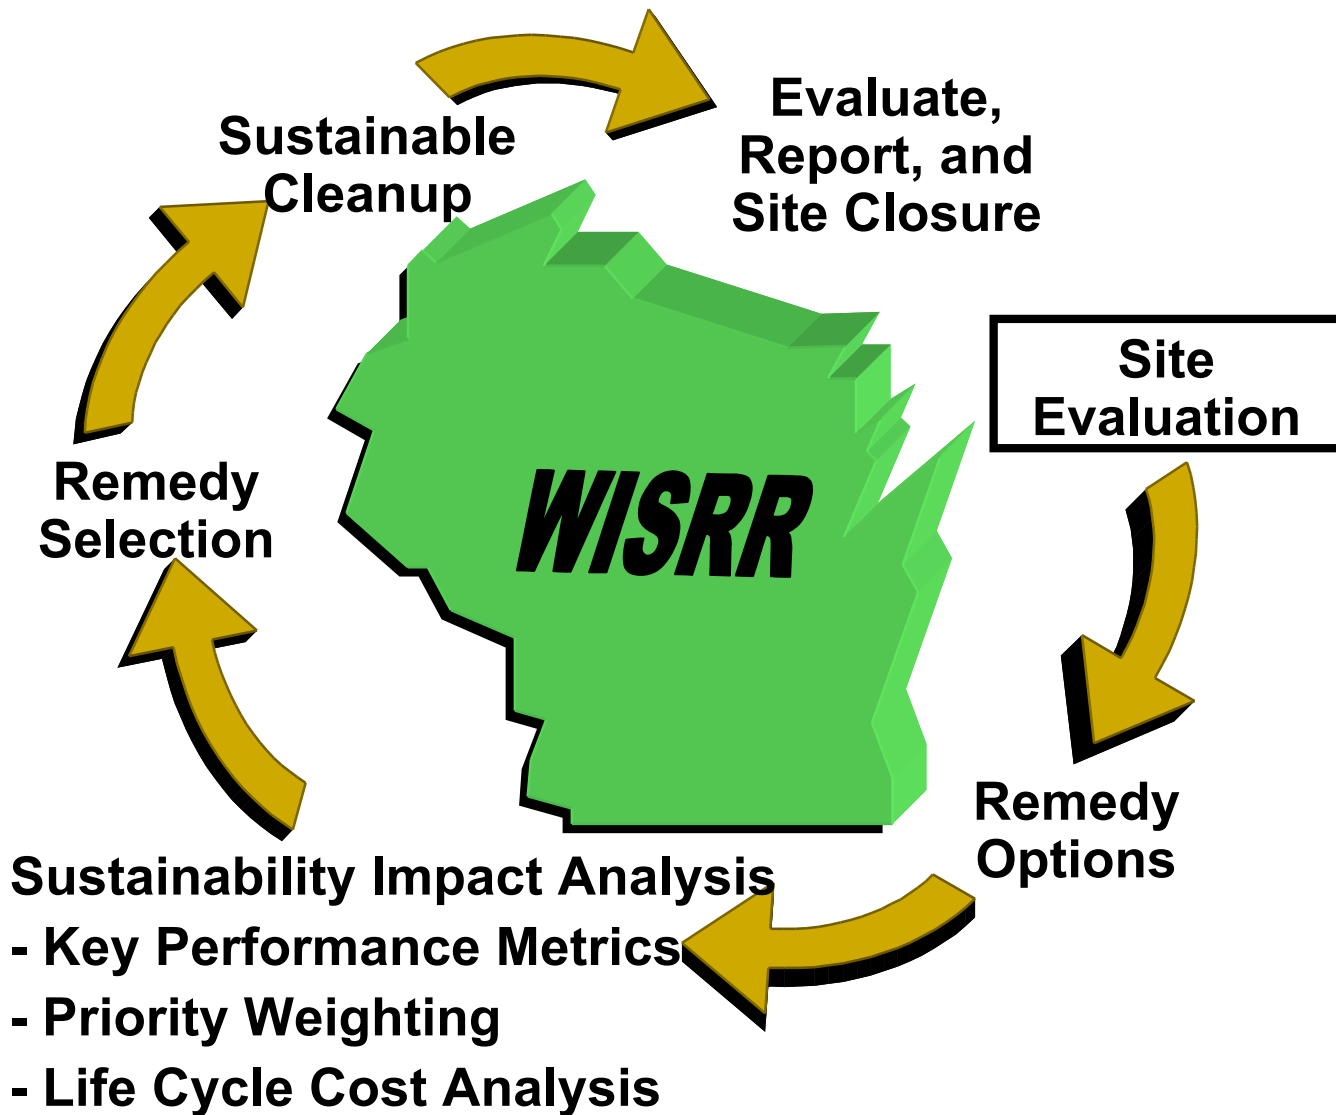 Sustainable
Cleanup
Evaluate,
Report, and
Site Closure
Site
Evaluation
Remedy
Selection
WISRR
Remedy
Options
Sustainability Impact Analysis
- Key Performance Metrics
- Priority Weighting
- Life Cycle Cost Analysis